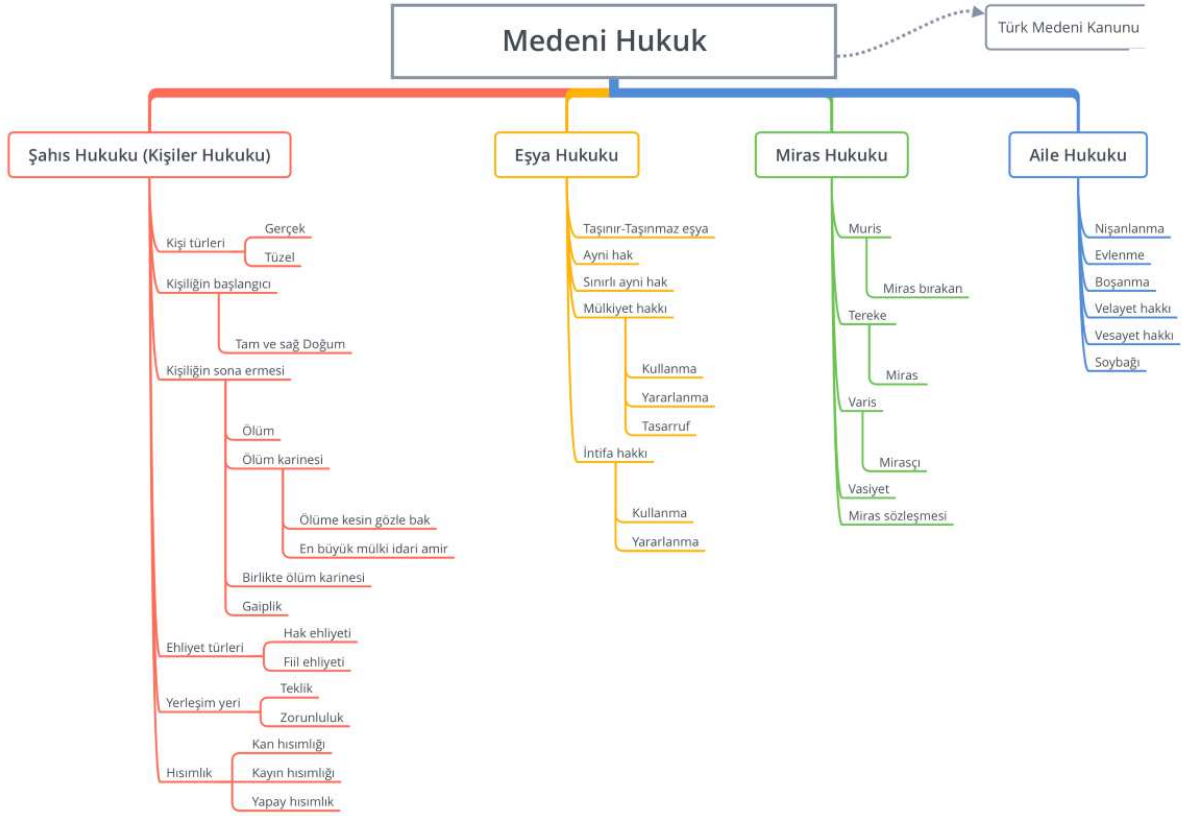 Medeni Hukuk
Türk Medeni Kanunu
Şahıs Hukuku (Kişiler Hukuku)
Kişi türleri
Gerçek
Tüzel
Kişiliğin başlangıcı
Tam ve sağ Doğum
Kişiliğin sona ermesi
Ölüm
Ölüm karinesi
Ölüme kesin gözle bak
En büyük mülki idari amir
Birlikte ölüm karinesi
Gaiplik
Ehliyet türleri
Hak ehliyeti
Fiil ehliyeti
Yerleşim yeri
Teklik
Zorunluluk
Hısımlık
Kan hısımlığı
Kayın hısımlığı
Yapay hısımlık
Eşya Hukuku
Taşınır-Taşınmaz eşya
Ayni hak
Sınırlı ayni hak
Mülkiyet hakkı
Kullanma
Yararlanma
Tasarruf
İntifa hakkı
Kullanma
Yararlanma
Miras Hukuku
Muris
Miras bırakan
Tereke
Miras
Varis
Mirasçı
Vasiyet
Miras sözleşmesi
Aile Hukuku
Nişanlanma
Evlenme
Boşanma
Velayet hakkı
Vesayet hakkı
Soybağı